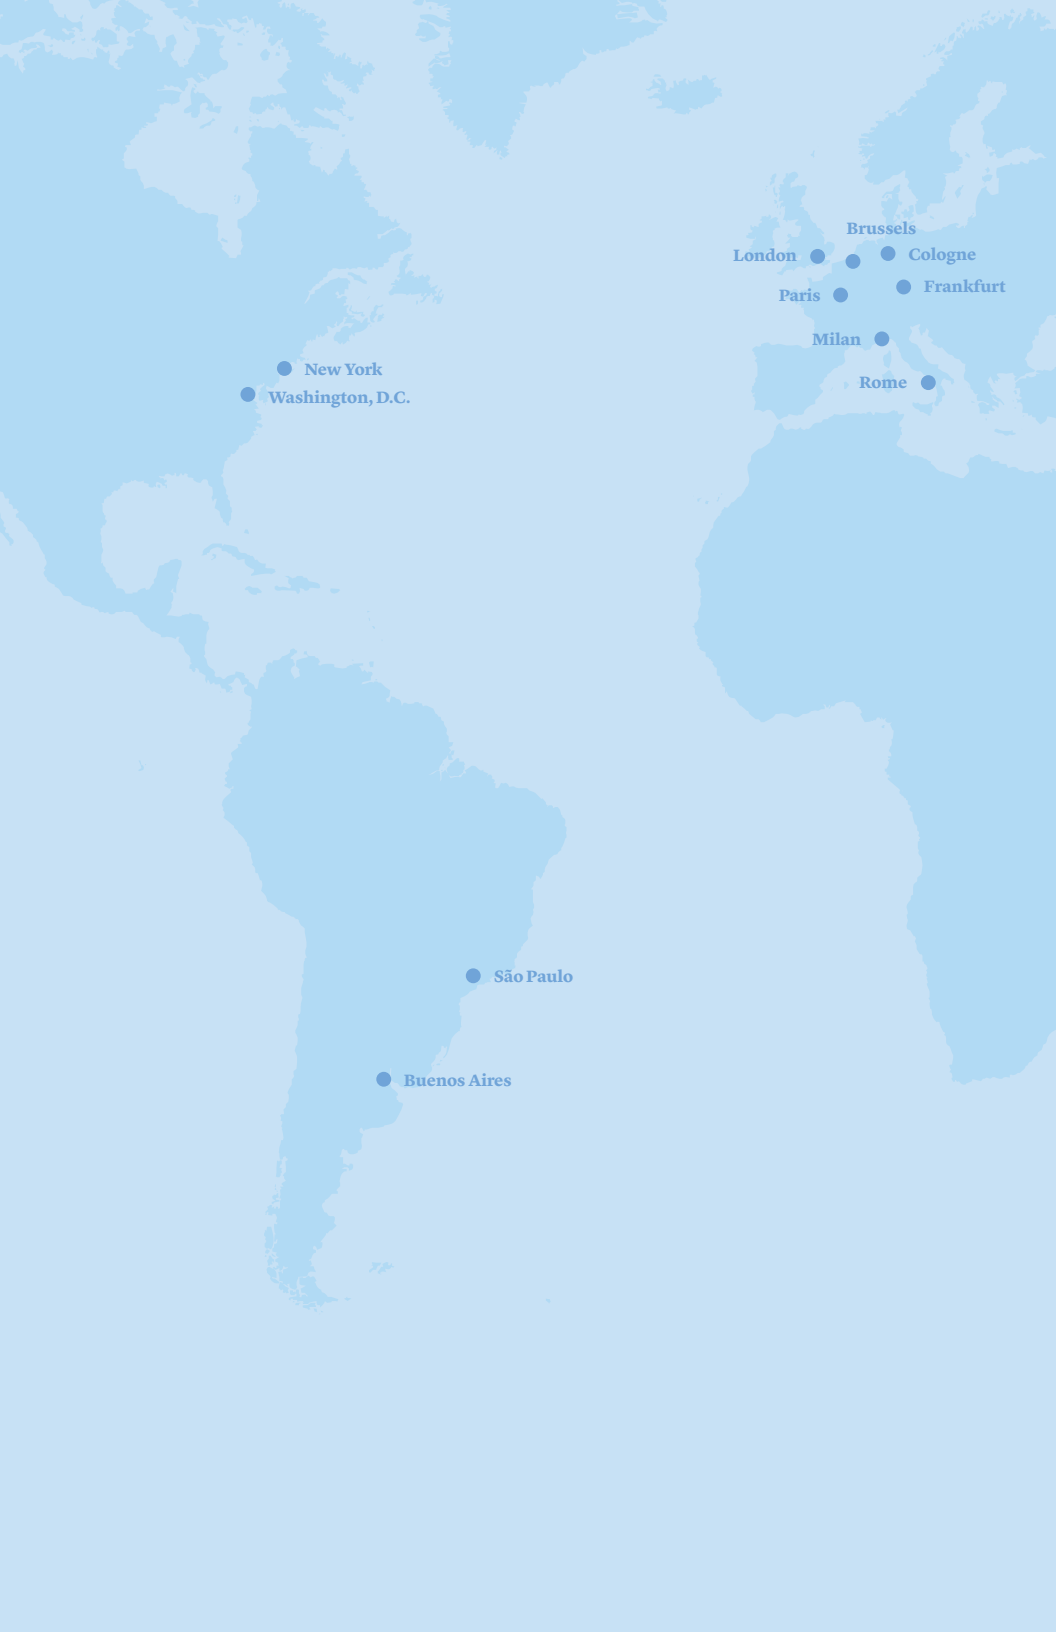 Brussels
London
Cologne
Paris
Frankfurt
Milan
New York
Rome
Washington, D.C.
São Paulo
Buenos Aires